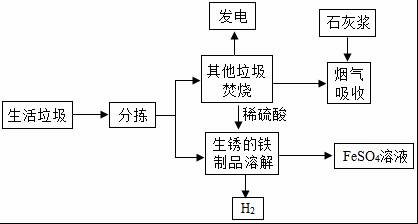 发电
石灰浆
其他垃圾
焚烧
烟气
吸收
生活垃圾
分拣
稀硫酸
生锈的铁
制品溶解
FeSO₄溶液
H₂